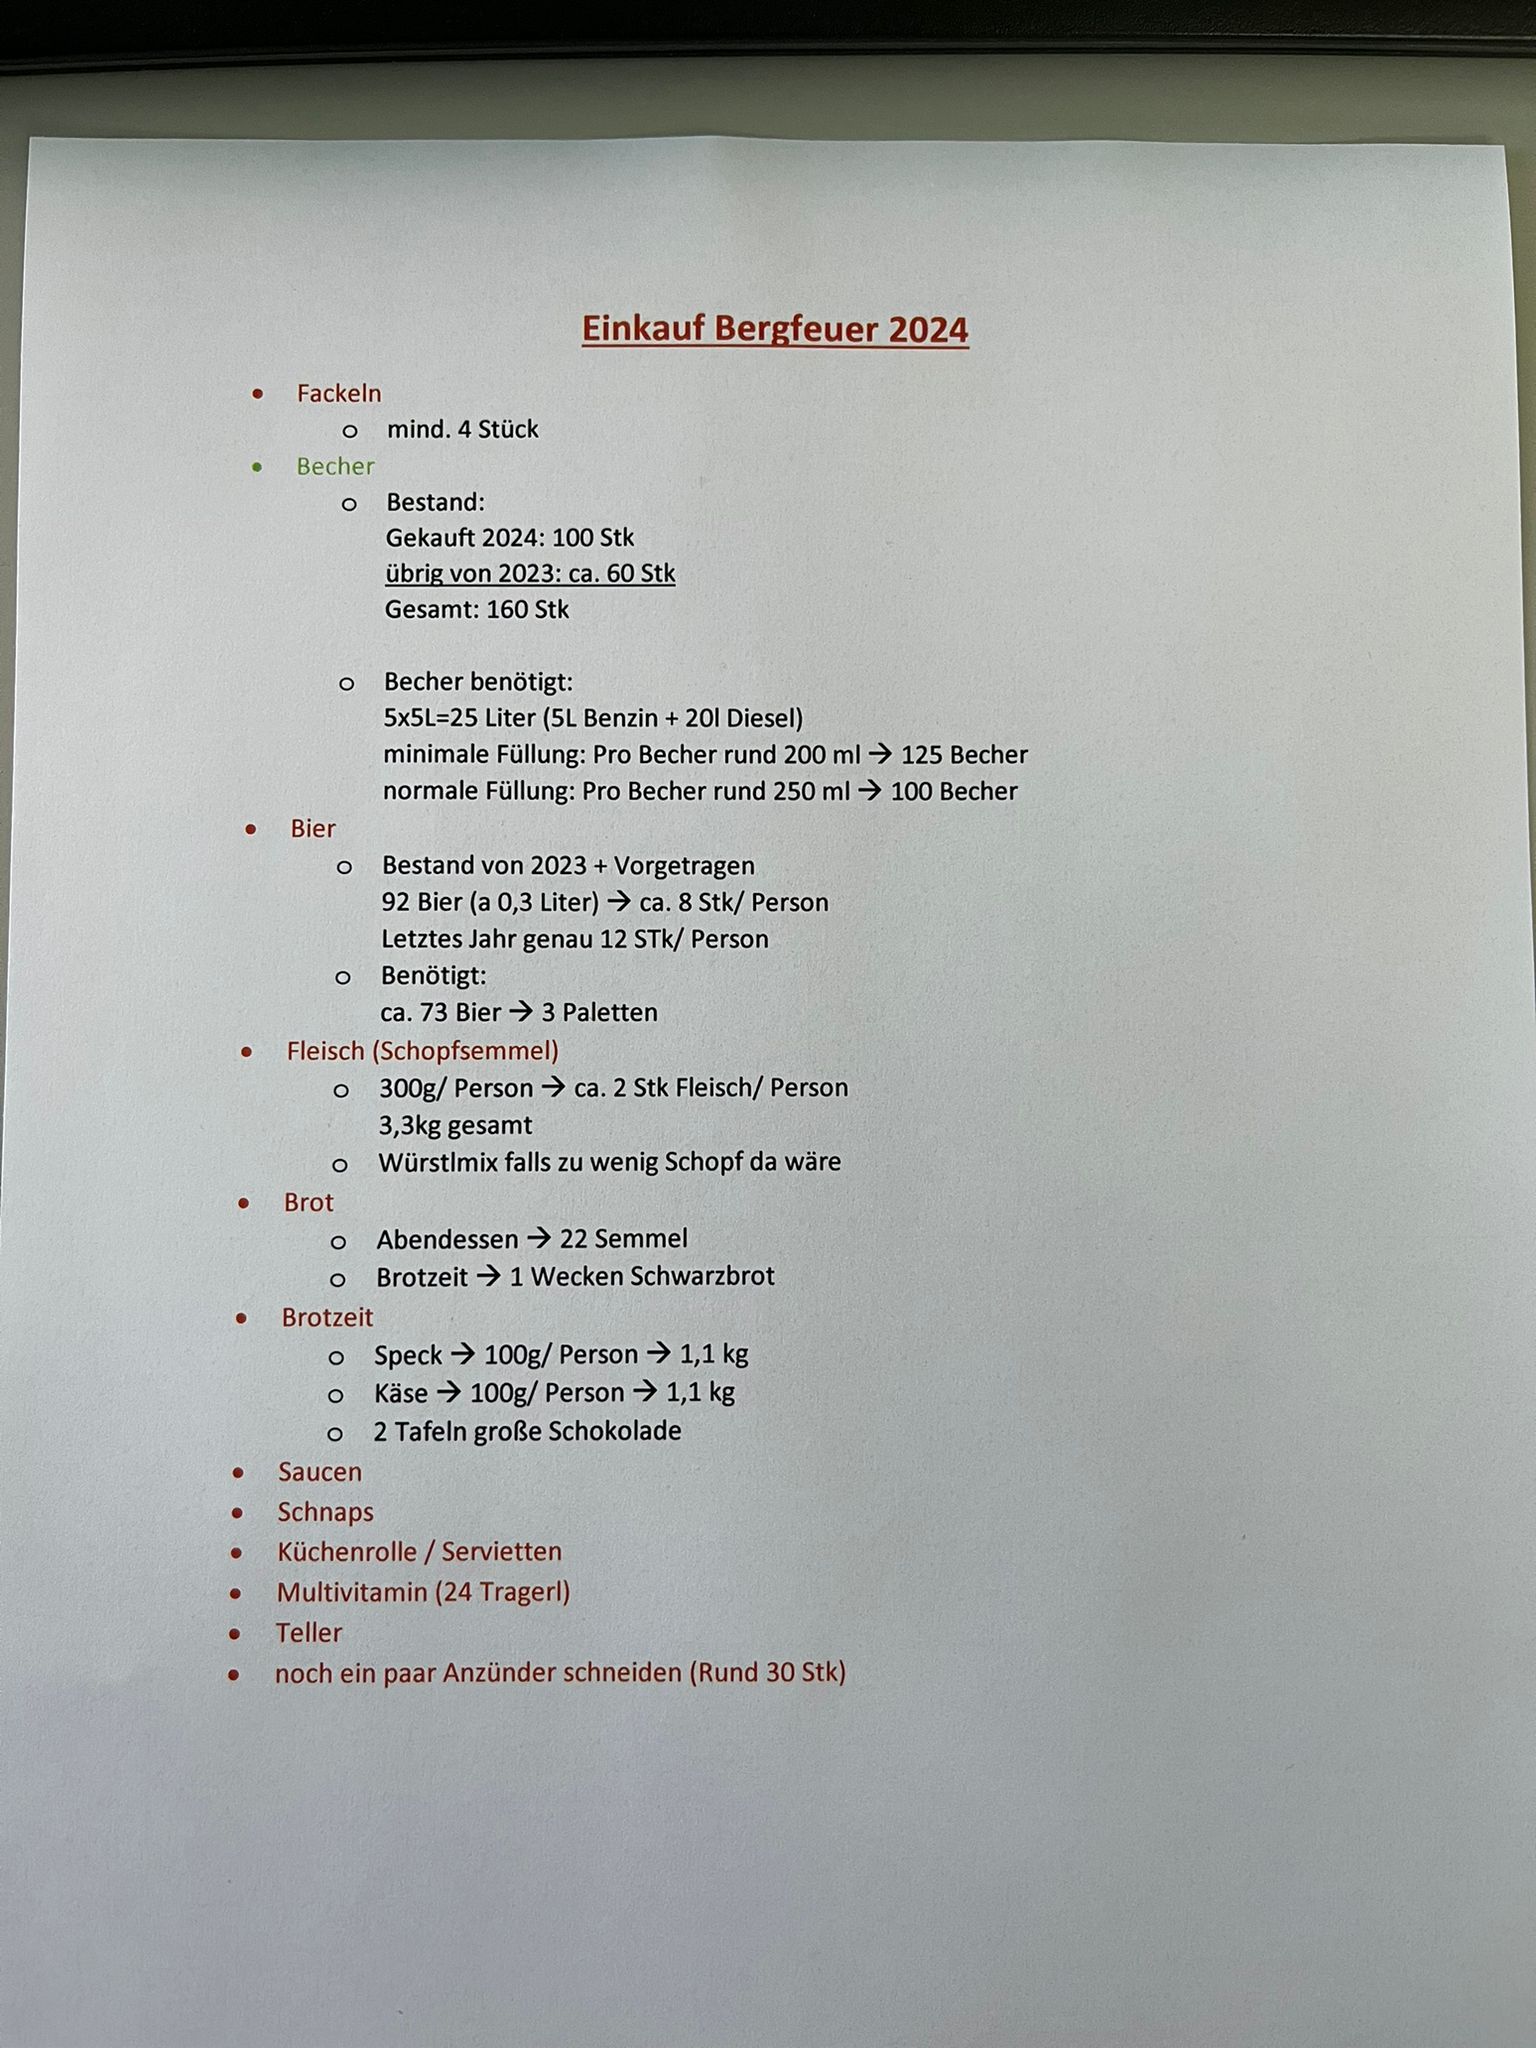 Einkauf Bergfeuer 2024
• Fackeln
o mind. 4 Stück
• Becher
o Bestand:
Gekauft 2024: 100 Stk
übrig von 2023: ca. 60 Stk
Gesamt: 160 Stk
o Becher benötigt:
5x5L=25 Liter (5L Benzin + 20l Diesel)
minimale Füllung: Pro Becher rund 200 ml → 125 Becher
normale Füllung: Pro Becher rund 250 ml → 100 Becher
• Bier
o Bestand von 2023 + Vorgetragen
92 Bier (a 0,3 Liter) → ca. 8 Stk/ Person
Letztes Jahr genau 12 STk/ Person
o Benötigt:
ca. 73 Bier → 3 Paletten
• Fleisch (Schopfsemmel)
o 300g/ Person → ca. 2 Stk Fleisch/ Person
3,3kg gesamt
o Würstlmix falls zu wenig Schopf da wäre
• Brot
o Abendessen → 22 Semmel
o Brotzeit → 1 Wecken Schwarzbrot
• Brotzeit
o Speck → 100g/ Person → 1,1 kg
o Käse → 100g/ Person → 1,1 kg
o 2 Tafeln große Schokolade
• Saucen
• Schnaps
• Küchenrolle / Servietten
• Multivitamin (24 Tragerl)
• Teller
• noch ein paar Anzünder schneiden (Rund 30 Stk)